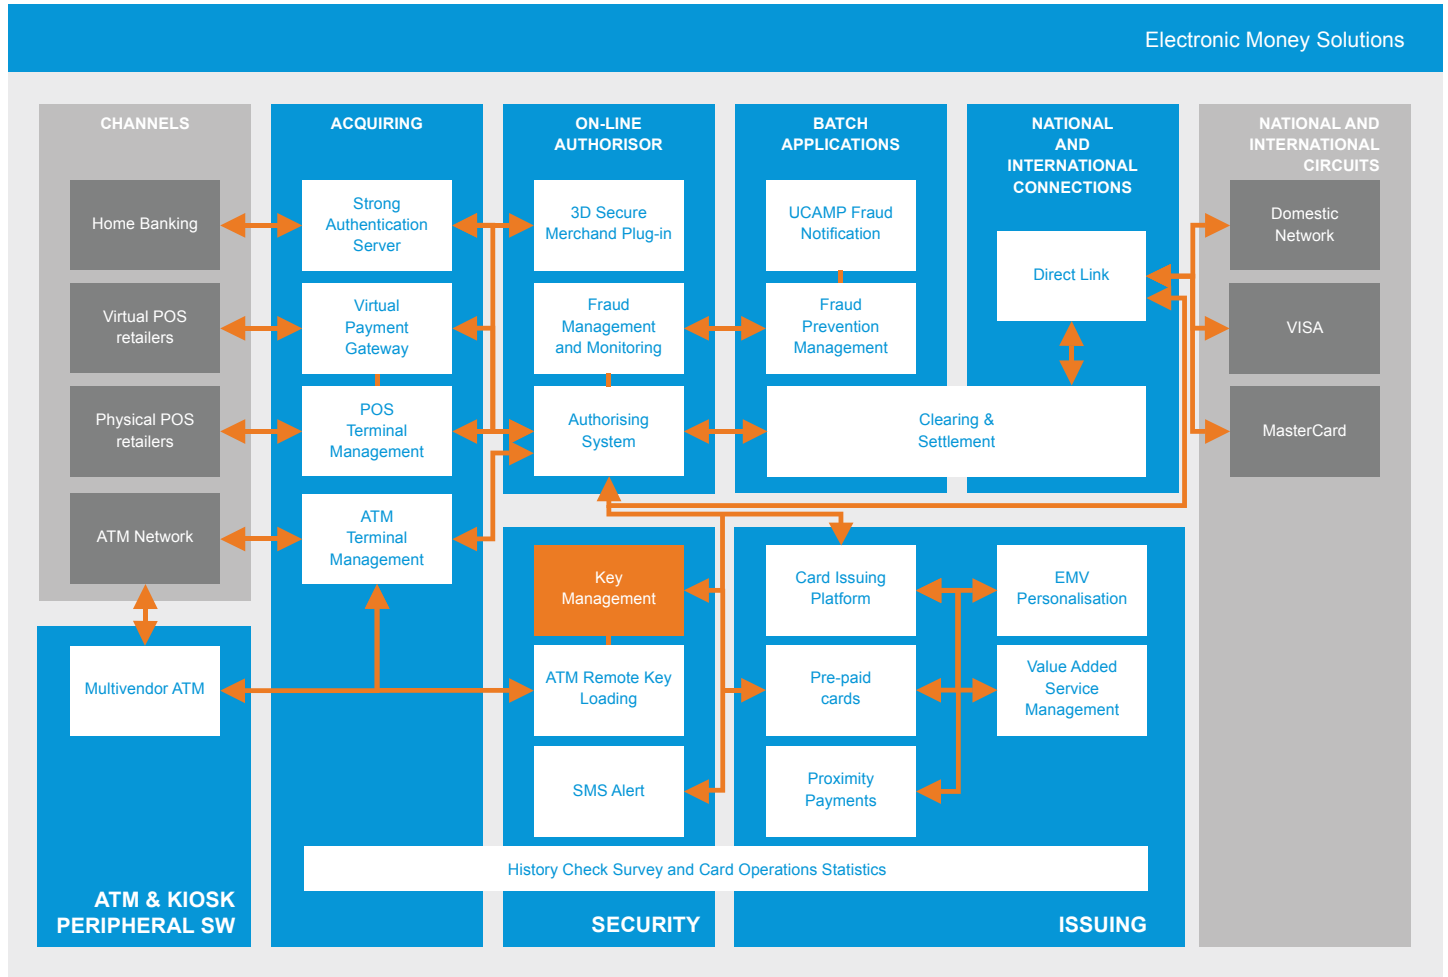 Electronic Money Solutions
CHANNELS
Home Banking
Virtual POS
retailers
Physical POS
retailers
ATM Network
ACQUIRING
Strong
Authentication
Server
Virtual
Payment
Gateway
POS
Terminal
Management
ATM
Terminal
Management
ON-LINE
AUTHORISOR
3D Secure
Merchand Plug-in
Fraud
Management
and Monitoring
Authorising
System
BATCH
APPLICATIONS
UCAMP Fraud
Notification
Fraud
Prevention
Management
NATIONAL
AND
INTERNATIONAL
CONNECTIONS
Direct Link
Clearing &
Settlement
NATIONAL AND
INTERNATIONAL
CIRCUITS
Domestic
Network
VISA
MasterCard
Multivendor ATM
ATM & KIOSK
PERIPHERAL SW
Key
Management
ATM Remote Key
Loading
SMS Alert
Card Issuing
Platform
Pre-paid
cards
Proximity
Payments
EMV
Personalisation
Value Added
Service
Management
History Check Survey and Card Operations Statistics
SECURITY
ISSUING